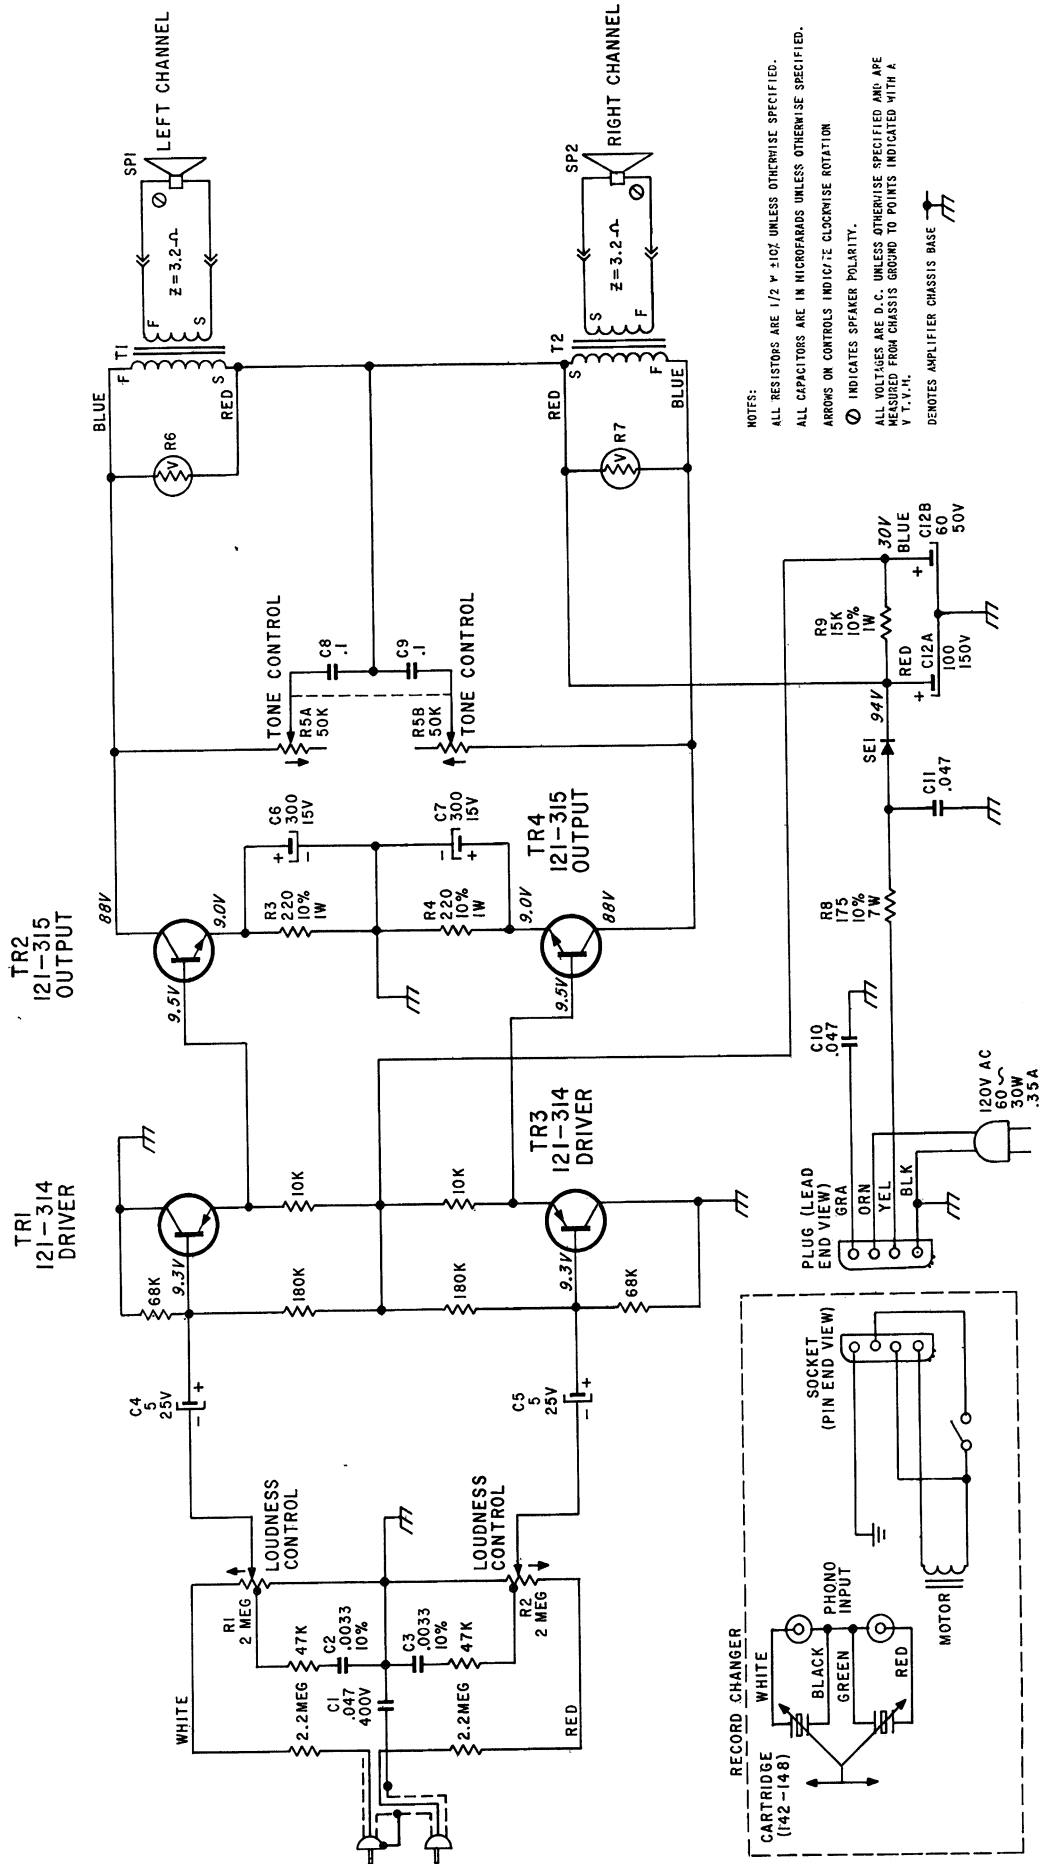 TR1
121-314
DRIVER
TR2
121-315
OUTPUT
WHITE
R1
2 MEG
LOUDNESS
CONTROL
47K
C2
.0033
10%
2.2MEG
C1
.047
400V
C3
.0033
10%
47K
2.2MEG
RED
R2
2 MEG
LOUDNESS
CONTROL
C4
5
25V
-
+
C5
5
25V
-
+
68K
9.3V
180K
10K
180K
10K
9.3V
68K
TR3
121-314
DRIVER
9.5V
88V
9.0V
R3
220
10%
1W
C6
300
15V
+
-
R4
220
10%
1W
C7
300
15V
-
+
9.0V
9.5V
88V
TR4
121-315
OUTPUT
TONE CONTROL
R5A
50K
C8
.1
C9
.1
R5B
50K
TONE CONTROL
BLUE
V R6
RED
F
T1
S
F
S
Z=3.2Ω
SP1
LEFT CHANNEL
RED
V R7
BLUE
S
T2
F
S
F
Z=3.2Ω
SP2
RIGHT CHANNEL
RECORD CHANGER
CARTRIDGE
(142-148)
WHITE
BLACK
GREEN
RED
PHONO
INPUT
MOTOR
SOCKET
(PIN END VIEW)
PLUG (LEAD
END VIEW)
GRA
ORN
YEL
BLK
C10
.047
120V AC
60~
30W
.35A
R8
175
10%
7W
C11
.047
SE1
94V
RED
+
C12A
100
150V
R9
15K
10%
1W
30V
BLUE
+
C12B
60
50V
NOTES:
ALL RESISTORS ARE 1/2 W ±10% UNLESS OTHERWISE SPECIFIED.
ALL CAPACITORS ARE IN MICROFARADS UNLESS OTHERWISE SPECIFIED.
ARROWS ON CONTROLS INDICATE CLOCKWISE ROTATION
INDICATES SPEAKER POLARITY.
ALL VOLTAGES ARE D.C. UNLESS OTHERWISE SPECIFIED AND ARE
MEASURED FROM CHASSIS GROUND TO POINTS INDICATED WITH A
V T.V.M.
DENOTES AMPLIFIER CHASSIS BASE